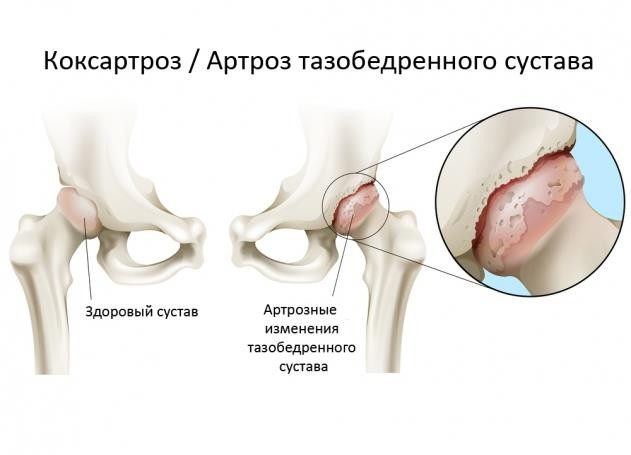 Коксартроз / Артроз тазобедренного сустава
Здоровый сустав
Артрозные
изменения
тазобедренного
сустава